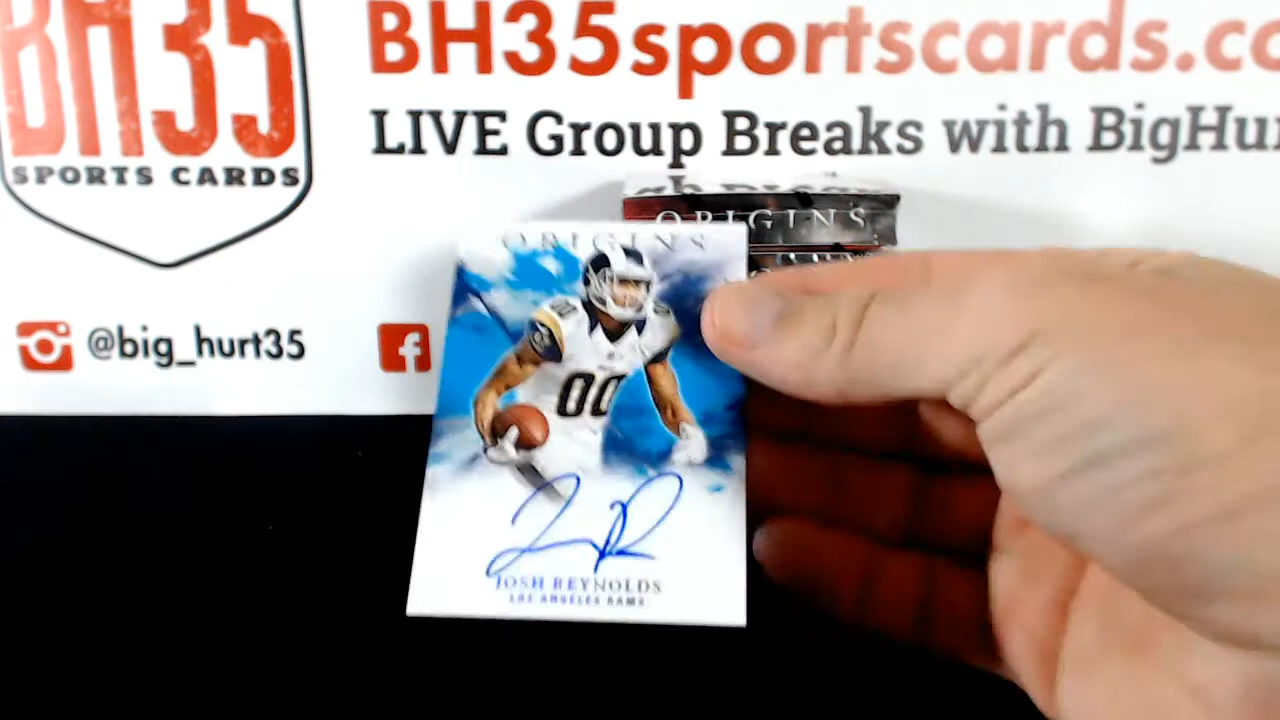 BH35
SPORTS CARDS
BH35sportscards.co
LIVE Group Breaks with BigHur
@big_hurt35
ORIGINS
ORIGINS
00
JOSH REYNOLDS
LOS ANGELES RAMS